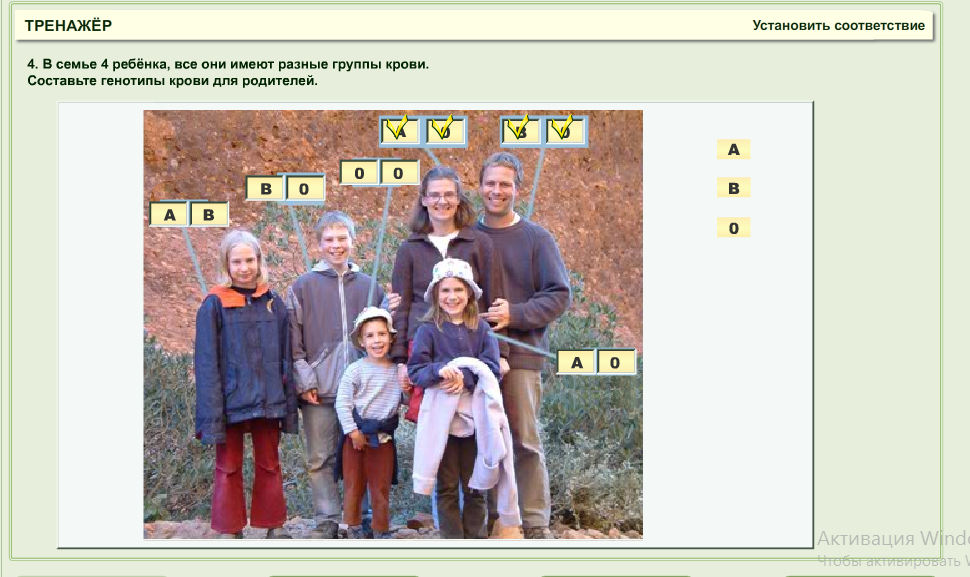 ТРЕНАЖЁР
Установить соответствие
4. В семье 4 ребёнка, все они имеют разные группы крови.
Составьте генотипы крови для родителей.
A 0 B 0
0 0
B 0
A B
A 0
A
B
0
Активация Windo
Чтобы активировать W